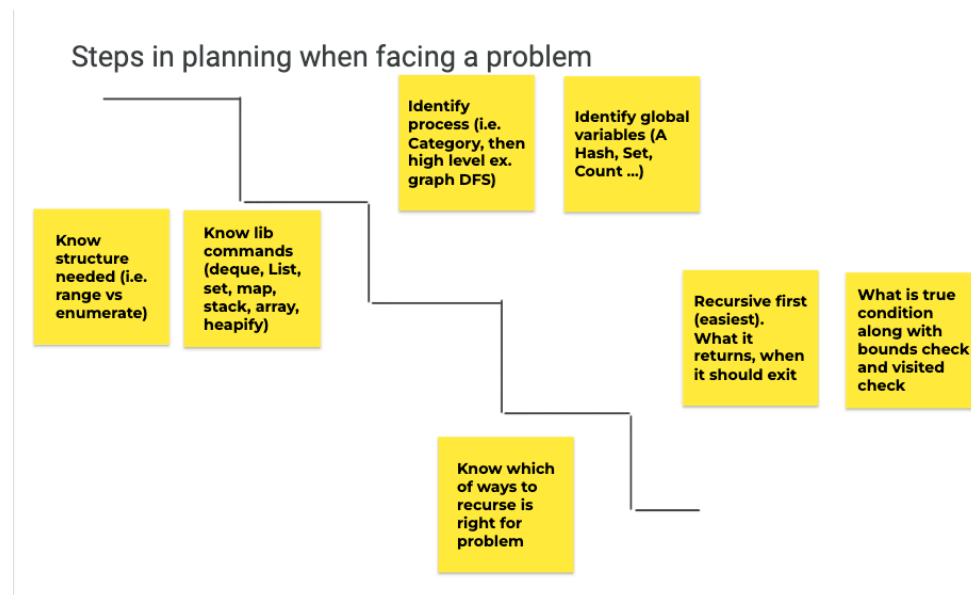 Steps in planning when facing a problem
Identify
process (i.e.
Category, then
high level ex.
graph DFS)
Identify global
variables (A
Hash, Set,
Count ...)
Know
structure
needed (i.e.
range vs
enumerate)
Know lib
commands
(deque, List,
set, map,
stack, array,
heapify)
Recursive first
(easiest).
What it
returns, when
it should exit
What is true
condition
along with
bounds check
and visited
check
Know which
of ways to
recurse is
right for
problem